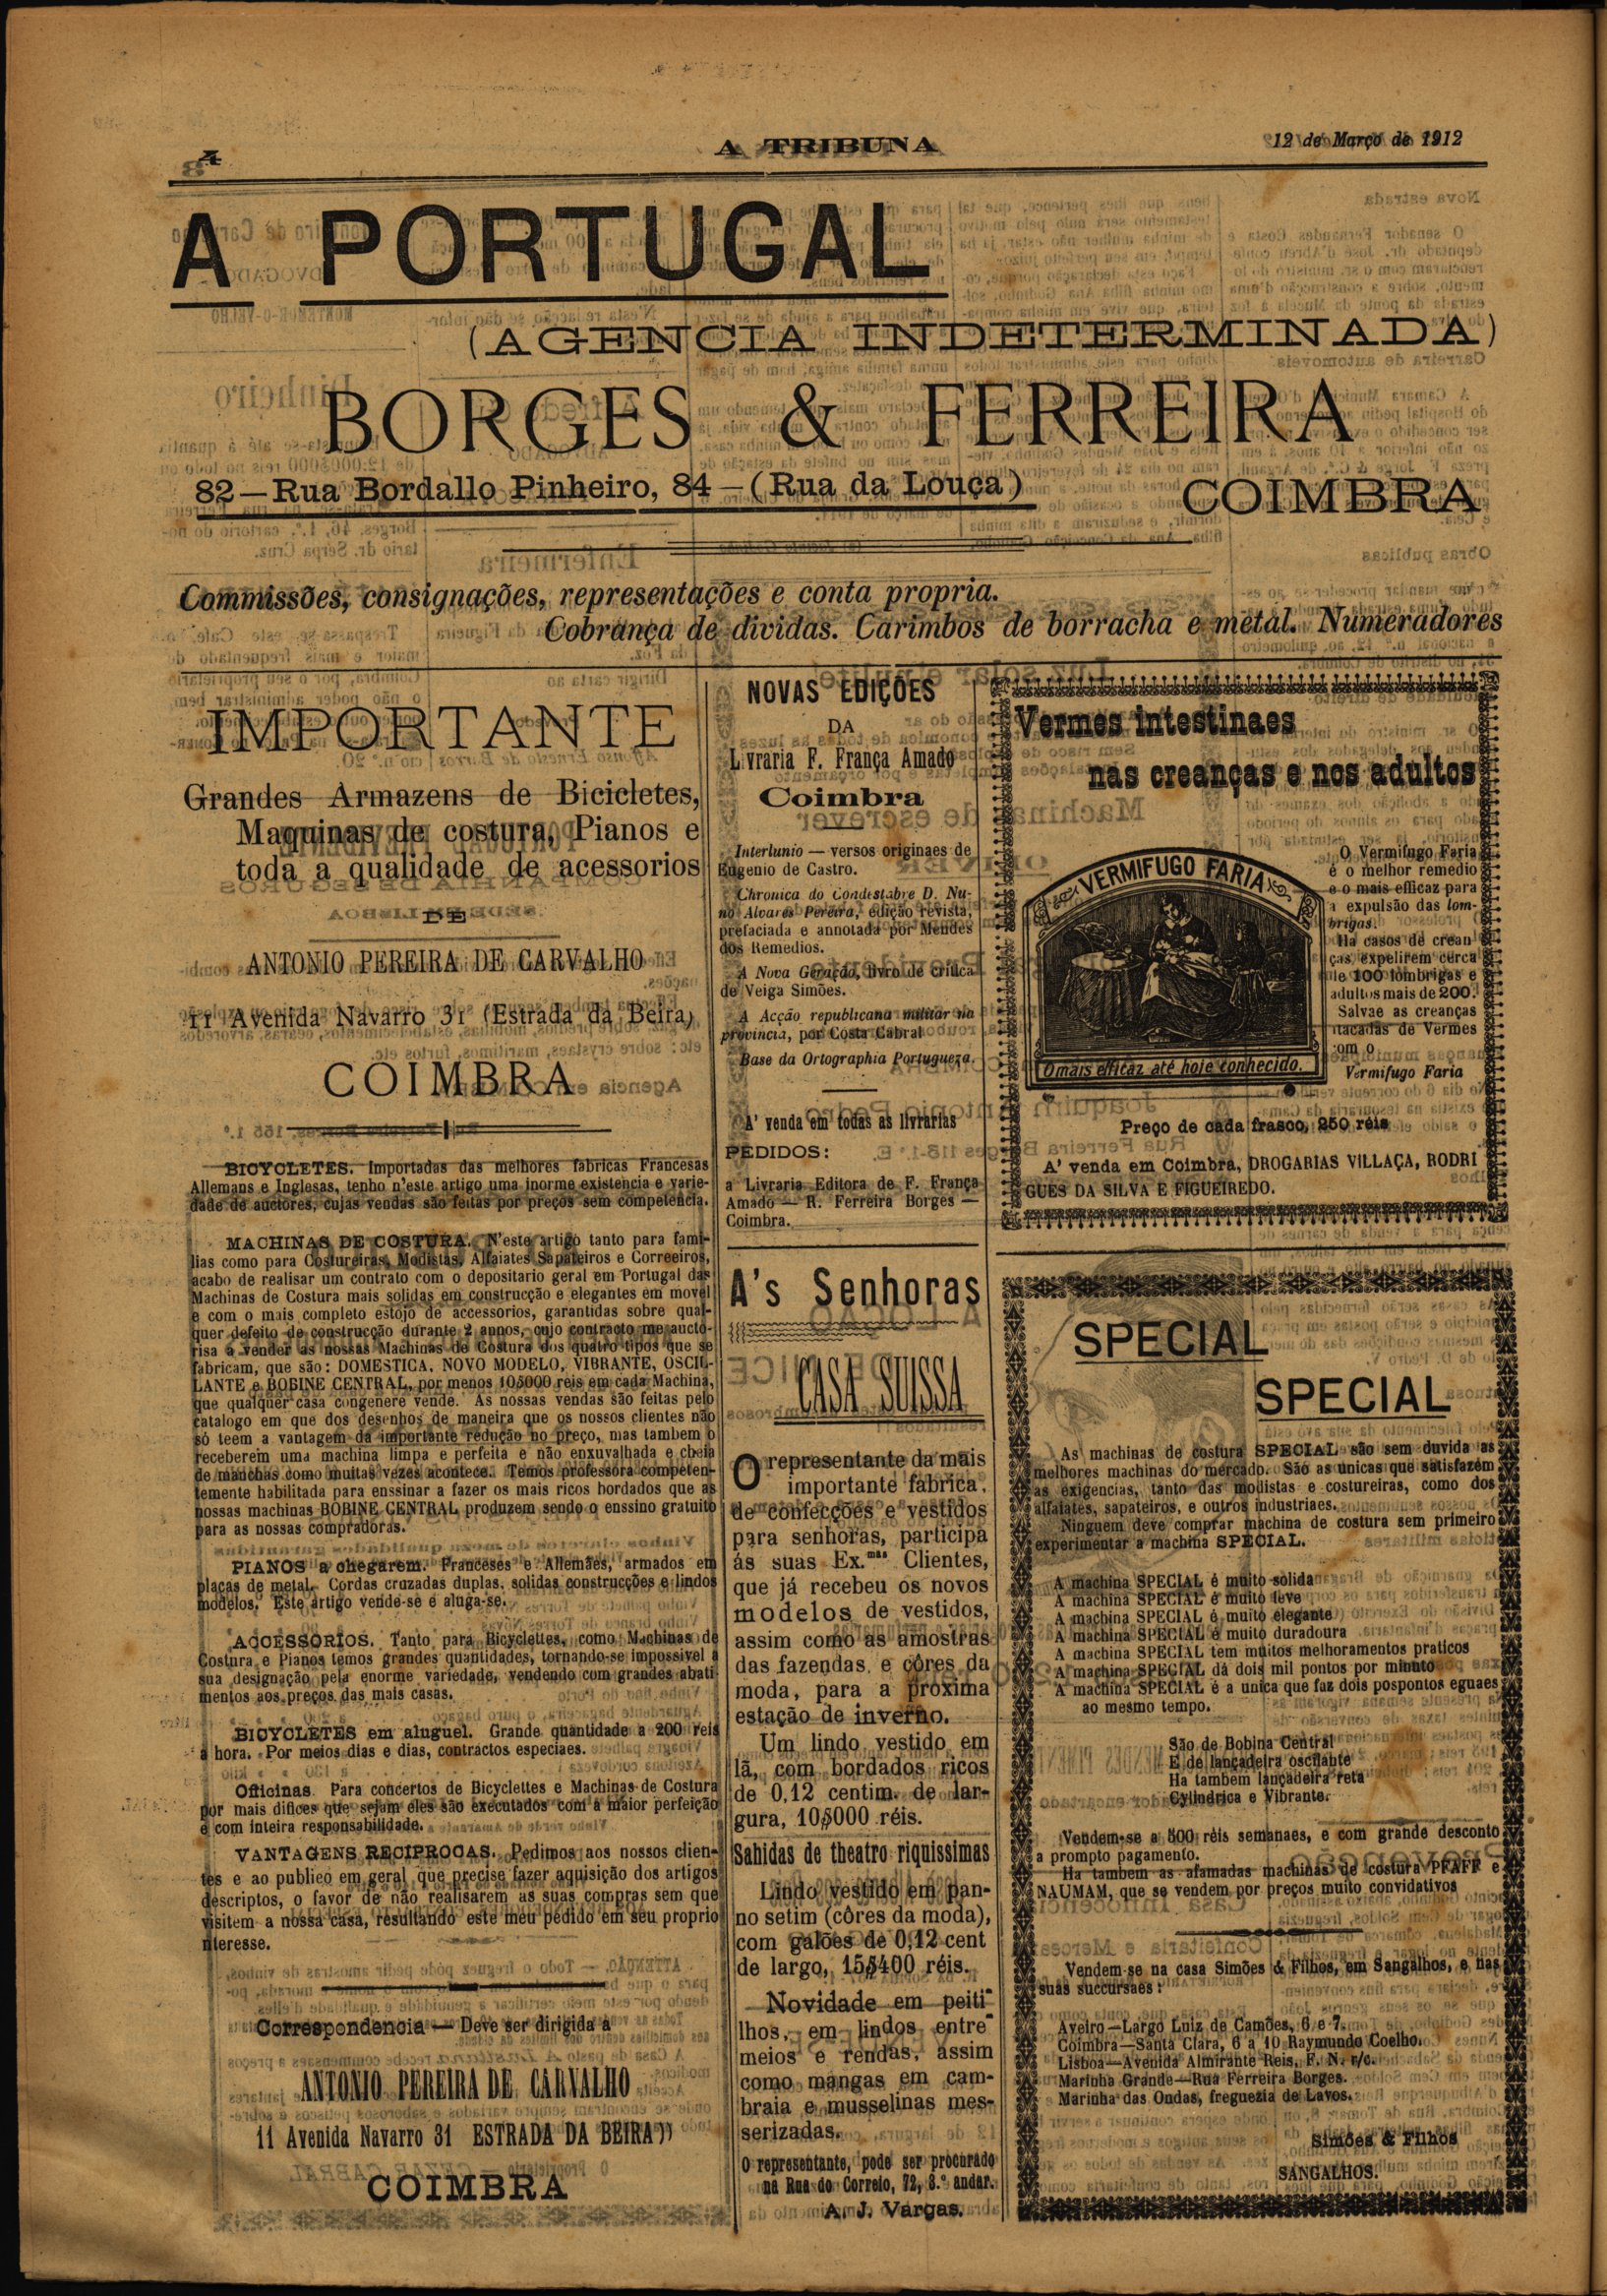 4
A TRIBUNA
12 de Março de 1912
A PORTUGAL
(AGENCIA INDETERMINADA)
BORGES & FERREIRA
82—Rua Bordallo Pinheiro, 84—(Rua da Louça)
COIMBRA
Commissões, consignações, representações e conta propria.
Cobrança de dividas. Carimbos de borracha e metal. Numeradores
IMPORTANTE
Grandes Armazens de Bicicletes,
Maquinas de costura, Pianos e
toda a qualidade de acessorios
DE
ANTONIO PEREIRA DE CARVALHO
11 Avenida Navarro 31 (Estrada da Beira)
COIMBRA
BICYCLETES. Importadas das melhores fabricas Francesas
Allemans e Inglesas, tenho n'este artigo uma inorme existencia e varie-
dade de auctores, cujas vendas são feitas por preços sem competencia.
MACHINAS DE COSTURA. N'este artigo tanto para fami-
lias como para Costureiras, Modistas, Alfaiates Sapateiros e Correeiros,
acabo de realisar um contrato com o depositario geral em Portugal das
Machinas de Costura mais solidas em construcção e elegantes em movel
e com o mais completo estojo de accessorios, garantidas sobre qual-
quer defeito de construcção durante 2 annos, cujo contracto me aucto-
risa a vender as nossas Machinas de Costura dos quatro tipos que se
fabricam, que são: DOMESTICA, NOVO MODELO, VIBRANTE, OSCIL-
LANTE e BOBINE CENTRAL, por menos 10$000 reis em cada Machina,
que qualquer casa congenere vende. As nossas vendas são feitas pelo
catalogo em que dos desenhos de maneira que os nossos clientes não
só teem a vantagem da importante redução no preço, mas tambem o
receberem uma machina limpa e perfeita e não enxuvalhada e cheia
de manchas como muitas vezes acontece. Temos professora competen-
temente habilitada para enssinar a fazer os mais ricos bordados que as
nossas machinas BOBINE CENTRAL produzem sendo o enssino gratuito
para as nossas compradoras.
PIANOS a chegarem. Franceses e Allemães, armados em
placas de metal. Cordas cruzadas duplas, solidas construcções e lindos
modelos. Este artigo vende-se e aluga-se.
ACCESSORIOS. Tanto para Bicyclettes, como Machinas de
Costura e Pianos temos grandes quantidades, tornando-se impossivel a
sua designação pela enorme variedade, vendendo com grandes abati-
mentos aos preços das mais casas.
BICYCLETES em aluguel. Grande quantidade a 200 reis
a hora. Por meios dias e dias, contractos especiaes.
Officinas Para concertos de Bicyclettes e Machinas de Costura
por mais difices que sejam eles são executados com a maior perfeição
e com inteira responsabilidade.
VANTAGENS RECIPROCAS. Pedimos aos nossos clien-
tes e ao publico em geral que precise fazer aquisição dos artigos
descriptos, o favor de não realisarem as suas compras sem que
visitem a nossa casa, resultando este meu pedido em seu proprio
nteresse.
Correspondencia — Deve ser dirigida a
ANTONIO PEREIRA DE CARVALHO
11 Avenida Navarro 31 ESTRADA DA BEIRA))
COIMBRA
NOVAS EDIÇÕES
DA
Livraria F. França Amado
Coimbra
Interlunio — versos originaes de
Eugenio de Castro.
Chronica do Condestabre D. Nu-
no Alvares Pereira, edição revista,
prefaciada e annotada por Mendes
dos Remedios.
A Nova Geração, livro de critica
de Veiga Simões.
A Acção republicana militar na
provincia, por Costa Cabral
Base da Ortographia Portugueza.
A' venda em todas as livrarias
PEDIDOS:
a Livraria Editora de F. França
Amado — R. Ferreira Borges —
Coimbra.
A's Senhoras
CASA SUISSA
O representante da mais
importante fabrica,
de confecções e vestidos
para senhoras, participa
ás suas Ex.mas Clientes,
que já recebeu os novos
modelos de vestidos,
assim como as amostras
das fazendas e côres da
moda, para a proxima
estação de inverno.
Um lindo vestido em
lã, com bordados ricos
de 0,12 centim. de lar-
gura, 10$000 réis.
Sahidas de theatro riquissimas
Lindo vestido em pan-
no setim (côres da moda),
com galões de 0,12 cent
de largo, 15$400 réis.
Novidade em peiti-
lhos, em lindos entre-
meios e rendas, assim
como mangas em cam-
braia e musselinas mes-
serizadas.
O representante, pode ser procurado
na Rua do Correio, 72, 3.º andar.
A. J. Vargas.
Vermes intestinaes
nas creanças e nos adultos
VERMIFUGO FARIA
O mais efficaz até hoje conhecido.
O Vermifugo Faria
é o melhor remedio
e o mais efficaz para
a expulsão das lom-
brigas.
Ha casos de crean
ças expelirem cerca
de 100 lombrigas e
adultos mais de 200.
Salvae as creanças
atacadas de Vermes
com o
Vermifugo Faria
Preço de cada frasco, 250 réis
A' venda em Coimbra, DROGARIAS VILLAÇA, RODRI
GUES DA SILVA E FIGUEIREDO.
SPECIAL
SPECIAL
As machinas de costura SPECIAL são sem duvida as
melhores machinas do mercado. São as unicas que satisfazem
as exigencias, tanto das modistas e costureiras, como dos
alfaiates, sapateiros, e outros industriaes.
Ninguem deve comprar machina de costura sem primeiro
experimentar a machina SPECIAL.
A machina SPECIAL é muito solida
A machina SPECIAL é muito leve
A machina SPECIAL é muito elegante
A machina SPECIAL é muito duradoura
A machina SPECIAL tem muitos melhoramentos praticos
A machina SPECIAL dá dois mil pontos por minuto
A machina SPECIAL é a unica que faz dois pospontos eguaes
ao mesmo tempo.
São de Bobina Central
E de lançadeira oscilante
Ha tambem lançadeira reta
Cylindrica e Vibrante.
Vendem-se a 500 réis semanaes, e com grande desconto
a prompto pagamento.
Ha tambem as afamadas machinas de costura PFAFF e
NAUMAM, que se vendem por preços muito convidativos
Vendem-se na casa Simões & Filhos, em Sangalhos, e nas
suas succursaes:
Aveiro—Largo Luiz de Camões, 6 e 7.
Coimbra—Santa Clara, 6 a 10 Raymundo Coelho.
Lisboa—Avenida Almirante Reis, F. N. r/c.
Marinha Grande—Rua Ferreira Borges.
Marinha das Ondas, freguezia de Lavos.
Simões & Filhos
SANGALHOS.